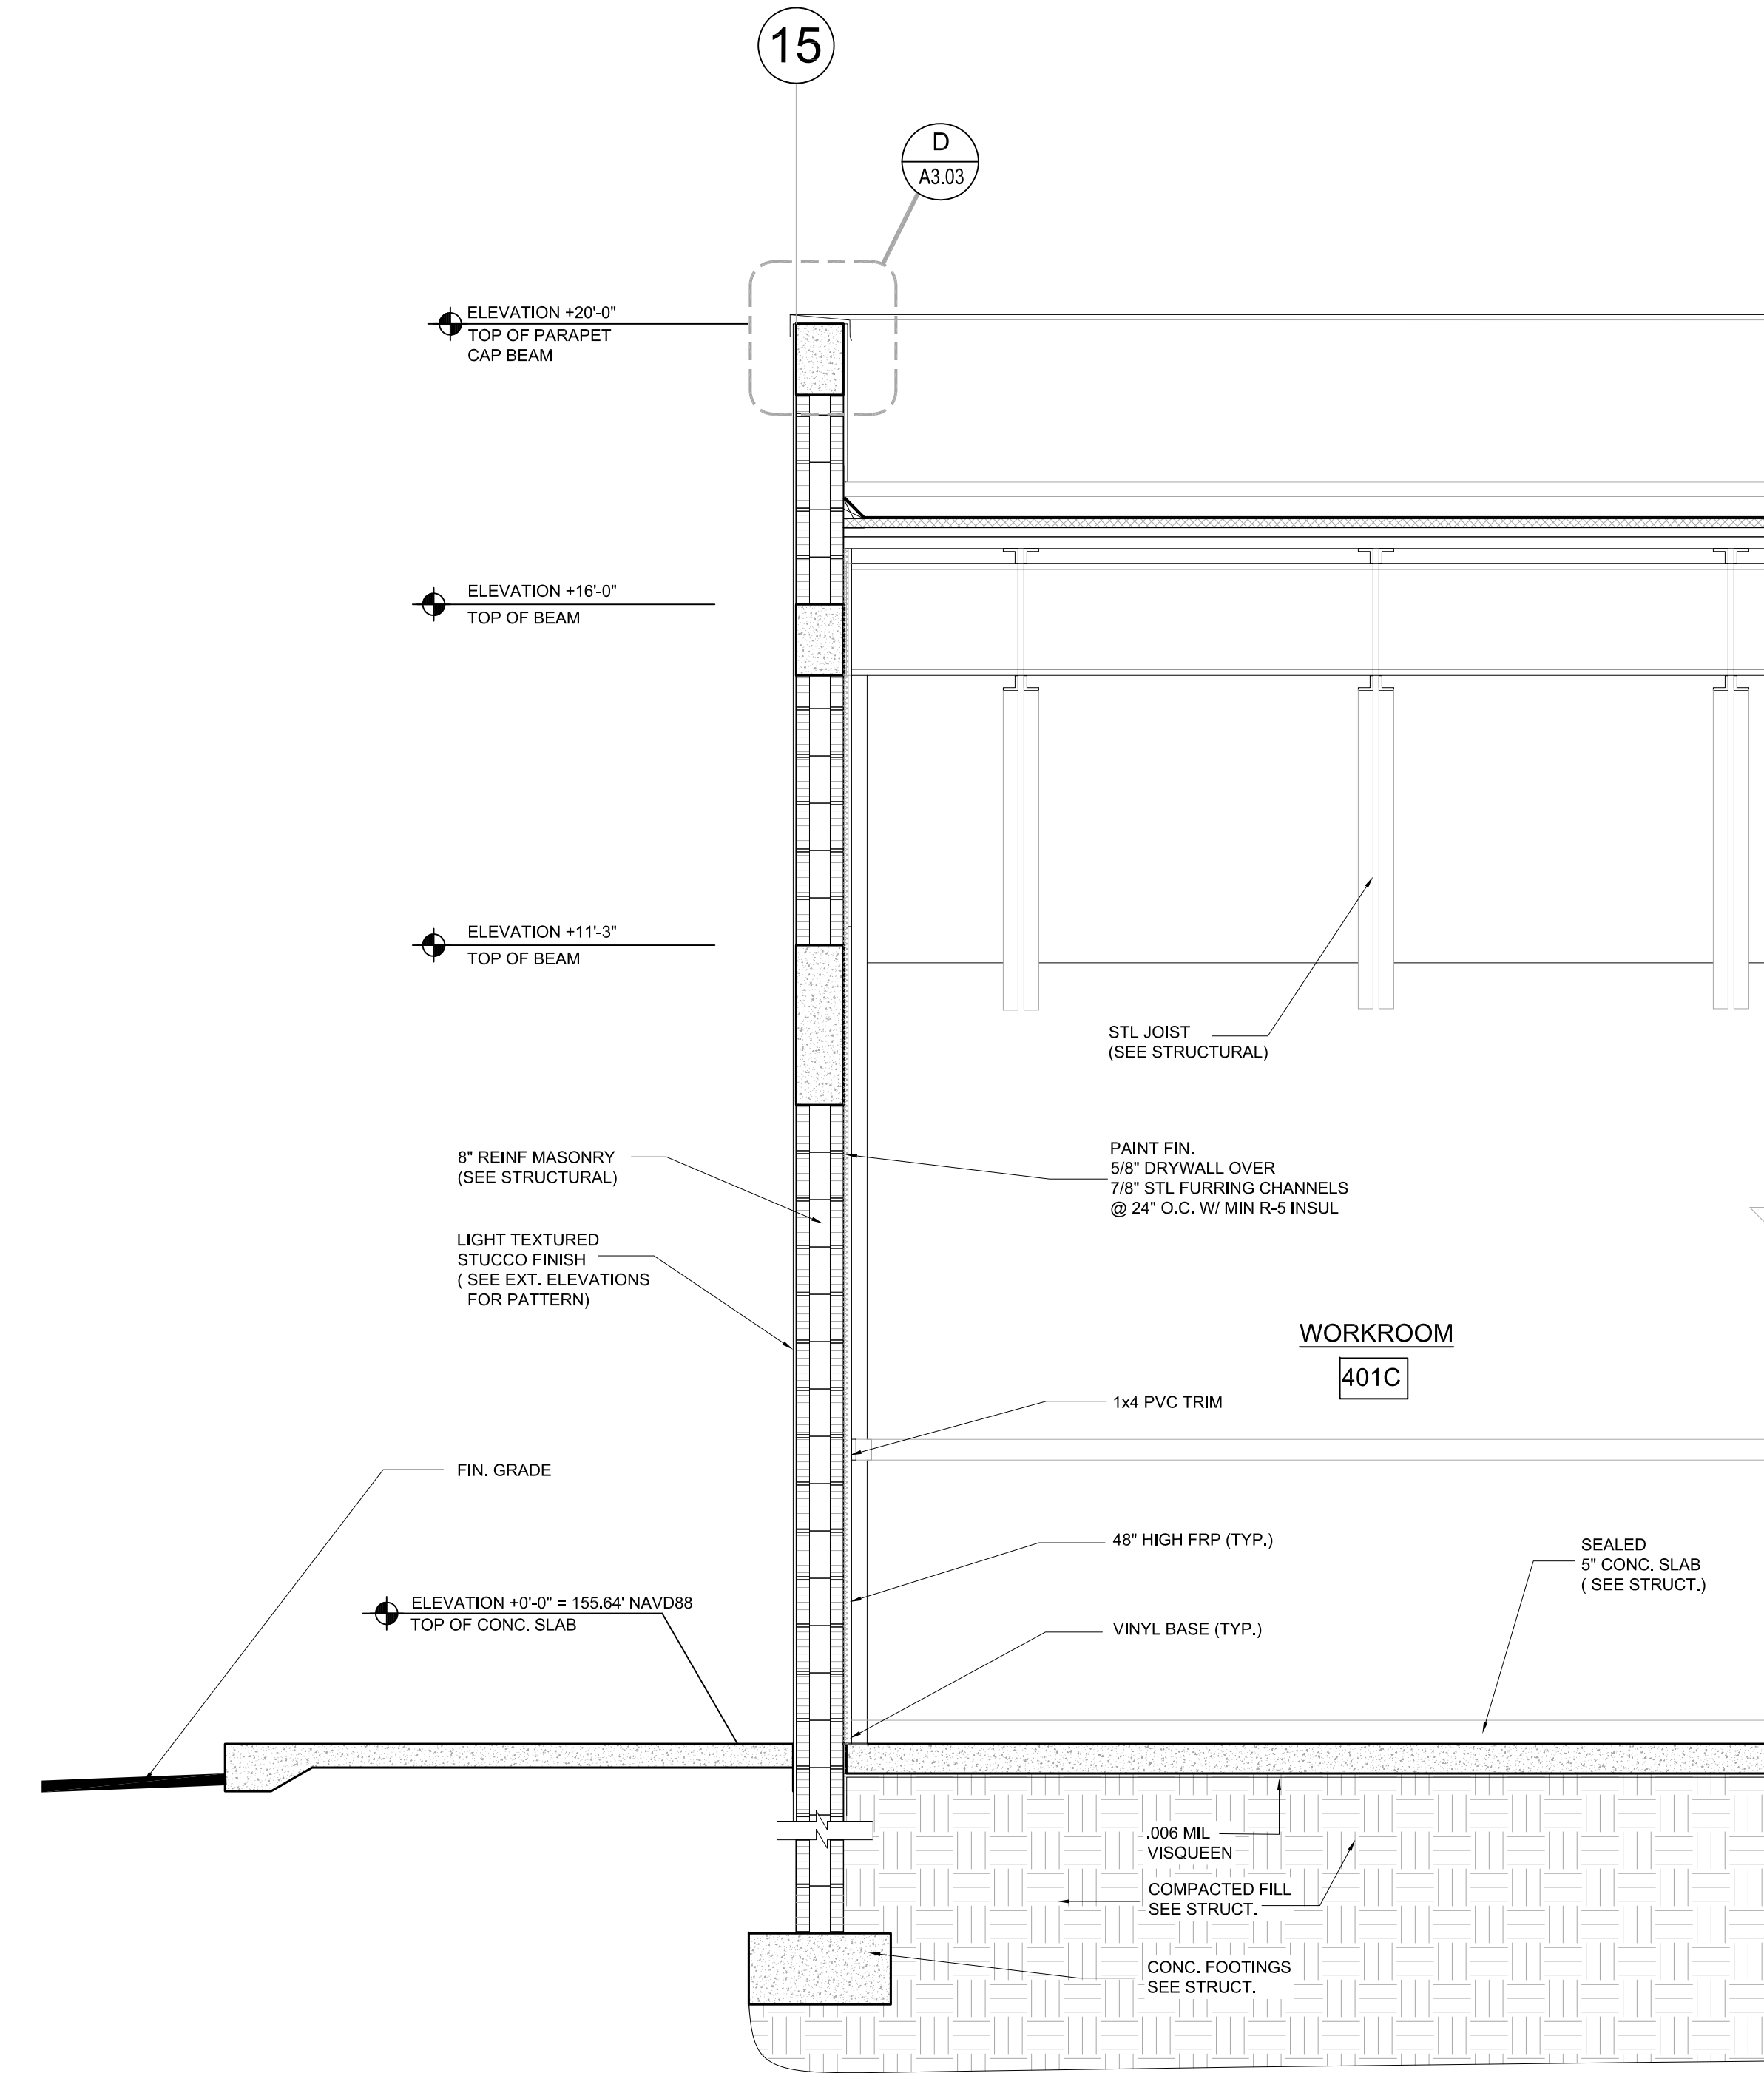 15
D
A3.03
ELEVATION +20'-0"
TOP OF PARAPET
CAP BEAM
ELEVATION +16'-0"
TOP OF BEAM
ELEVATION +11'-3"
TOP OF BEAM
STL JOIST
(SEE STRUCTURAL)
8" REINF MASONRY
(SEE STRUCTURAL)
PAINT FIN.
5/8" DRYWALL OVER
7/8" STL FURRING CHANNELS
@ 24" O.C. W/ MIN R-5 INSUL
LIGHT TEXTURED
STUCCO FINISH
( SEE EXT. ELEVATIONS
FOR PATTERN)
WORKROOM
401C
1x4 PVC TRIM
FIN. GRADE
48" HIGH FRP (TYP.)
SEALED
5" CONC. SLAB
( SEE STRUCT.)
ELEVATION +0'-0" = 155.64' NAVD88
TOP OF CONC. SLAB
VINYL BASE (TYP.)
.006 MIL
VISQUEEN
COMPACTED FILL
SEE STRUCT.
CONC. FOOTINGS
SEE STRUCT.